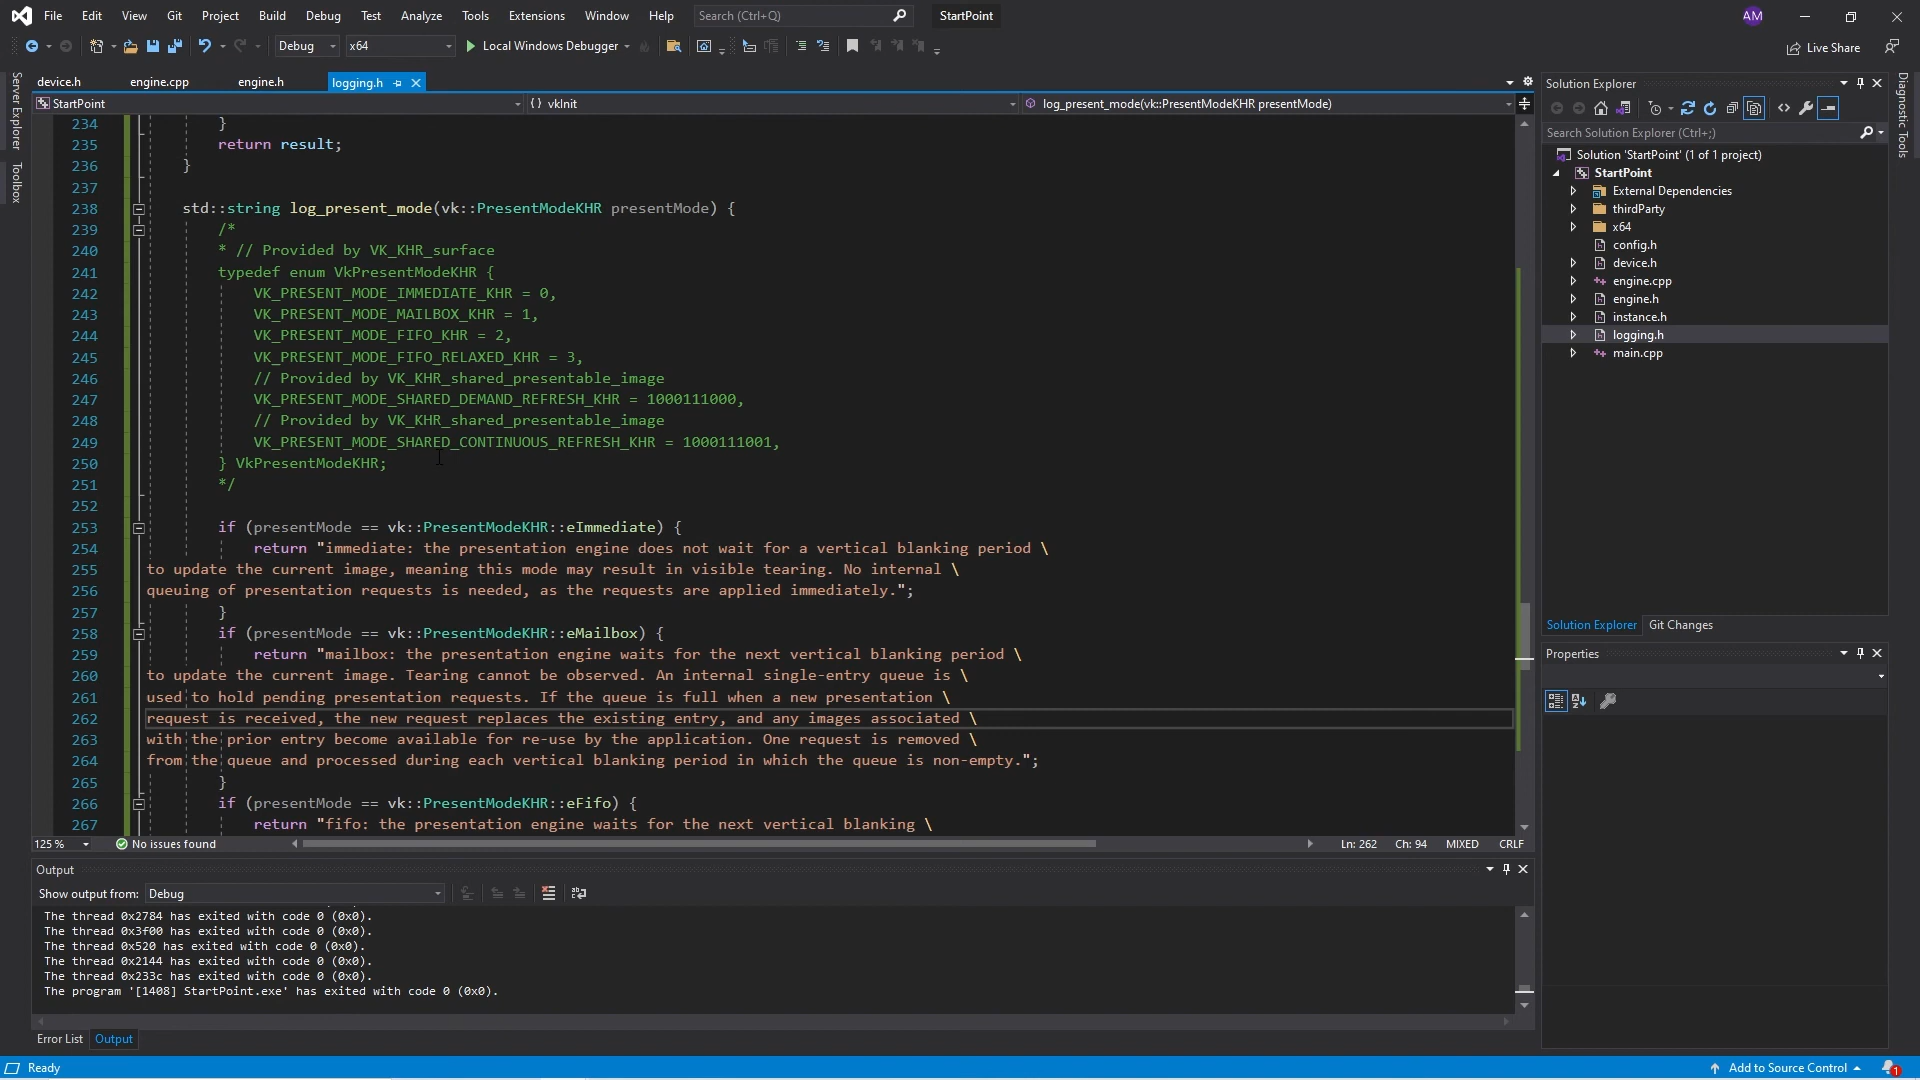 File Edit View Git Project Build Debug Test Analyze Tools Extensions Window Help Search (Ctrl+Q) StartPoint AM
Debug x64 Local Windows Debugger Live Share
Server Explorer
Toolbox
device.h engine.cpp engine.h logging.h
StartPoint {} vkInit log_present_mode(vk::PresentModeKHR presentMode)
234 }
235 return result;
236 }
237
238 std::string log_present_mode(vk::PresentModeKHR presentMode) {
239 /*
240 * // Provided by VK_KHR_surface
241 typedef enum VkPresentModeKHR {
242 VK_PRESENT_MODE_IMMEDIATE_KHR = 0,
243 VK_PRESENT_MODE_MAILBOX_KHR = 1,
244 VK_PRESENT_MODE_FIFO_KHR = 2,
245 VK_PRESENT_MODE_FIFO_RELAXED_KHR = 3,
246 // Provided by VK_KHR_shared_presentable_image
247 VK_PRESENT_MODE_SHARED_DEMAND_REFRESH_KHR = 1000111000,
248 // Provided by VK_KHR_shared_presentable_image
249 VK_PRESENT_MODE_SHARED_CONTINUOUS_REFRESH_KHR = 1000111001,
250 } VkPresentModeKHR;
251 */
252
253 if (presentMode == vk::PresentModeKHR::eImmediate) {
254 return "immediate: the presentation engine does not wait for a vertical blanking period \
255 to update the current image, meaning this mode may result in visible tearing. No internal \
256 queuing of presentation requests is needed, as the requests are applied immediately.";
257 }
258 if (presentMode == vk::PresentModeKHR::eMailbox) {
259 return "mailbox: the presentation engine waits for the next vertical blanking period \
260 to update the current image. Tearing cannot be observed. An internal single-entry queue is \
261 used to hold pending presentation requests. If the queue is full when a new presentation \
262 request is received, the new request replaces the existing entry, and any images associated \
263 with the prior entry become available for re-use by the application. One request is removed \
264 from the queue and processed during each vertical blanking period in which the queue is non-empty.";
265 }
266 if (presentMode == vk::PresentModeKHR::eFifo) {
267 return "fifo: the presentation engine waits for the next vertical blanking \
125 % No issues found Ln: 262 Ch: 94 MIXED CRLF
Output
Show output from: Debug
The thread 0x2784 has exited with code 0 (0x0).
The thread 0x3f00 has exited with code 0 (0x0).
The thread 0x520 has exited with code 0 (0x0).
The thread 0x2144 has exited with code 0 (0x0).
The thread 0x233c has exited with code 0 (0x0).
The program '[1408] StartPoint.exe' has exited with code 0 (0x0).
Error List Output
Solution Explorer
Search Solution Explorer (Ctrl+;)
Solution 'StartPoint' (1 of 1 project)
StartPoint
External Dependencies
thirdParty
x64
config.h
device.h
engine.cpp
engine.h
instance.h
logging.h
main.cpp
Solution Explorer Git Changes
Properties
Diagnostic Tools
Ready Add to Source Control 1